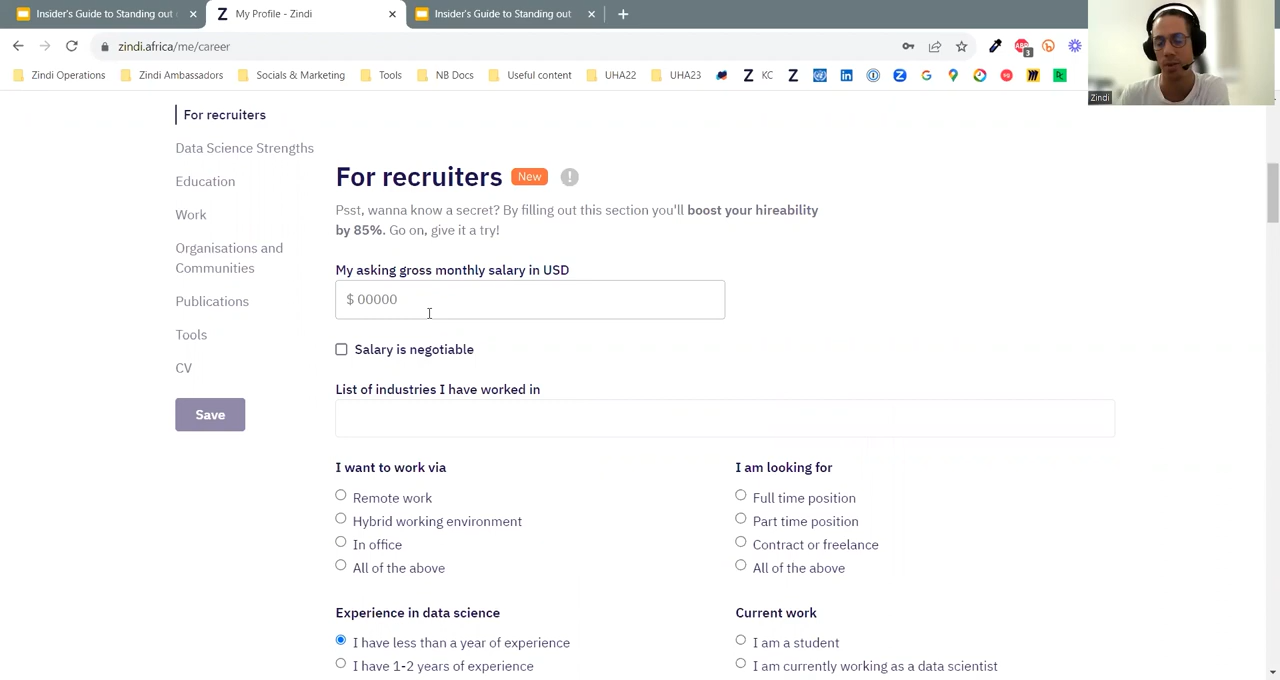 Insider's Guide to Standing out
My Profile - Zindi
Insider's Guide to Standing out
zindi.africa/me/career
3
Zindi Operations
Zindi Ambassadors
Socials & Marketing
Tools
NB Docs
Useful content
UHA22
UHA23
KC
Zindi
For recruiters
Data Science Strengths
Education
Work
Organisations and
Communities
Publications
Tools
CV
Save
For recruiters New
Psst, wanna know a secret? By filling out this section you'll boost your hireability
by 85%. Go on, give it a try!
My asking gross monthly salary in USD
$ 00000
Salary is negotiable
List of industries I have worked in
I want to work via
Remote work
Hybrid working environment
In office
All of the above
I am looking for
Full time position
Part time position
Contract or freelance
All of the above
Experience in data science
I have less than a year of experience
I have 1-2 years of experience
Current work
I am a student
I am currently working as a data scientist